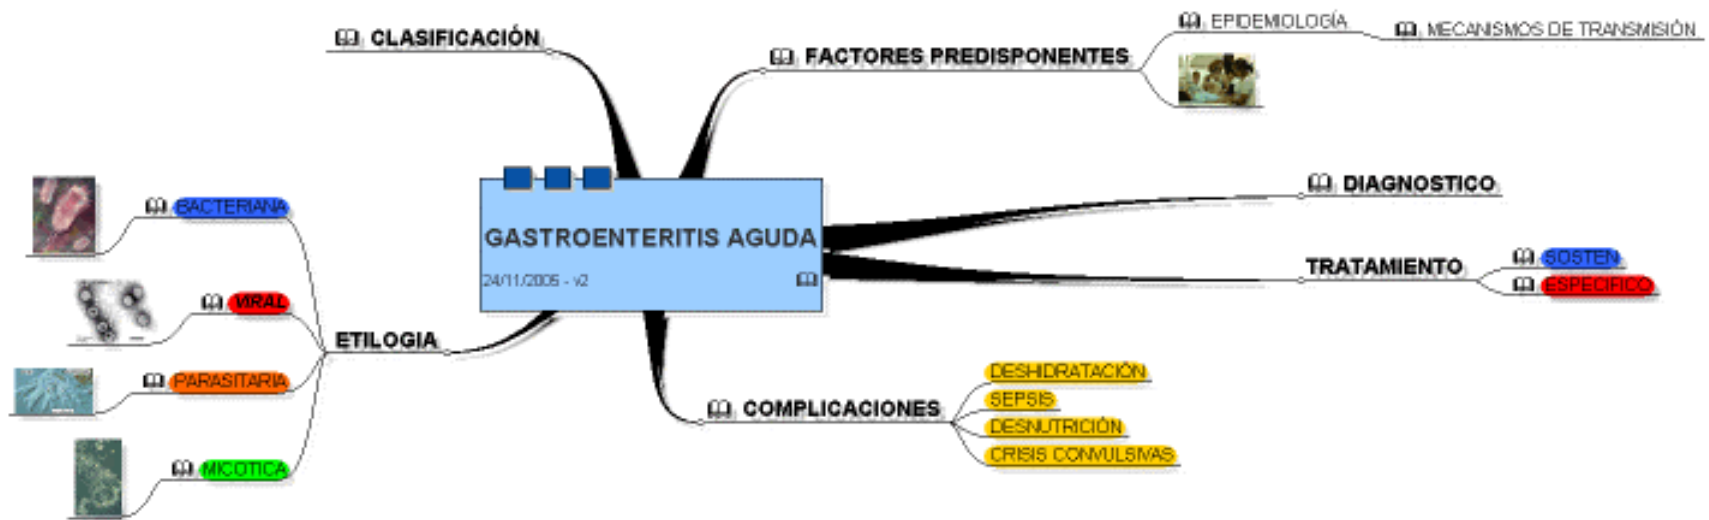 CLASIFICACIÓN
FACTORES PREDISPONENTES
EPIDEMIOLOGÍA
MECANISMOS DE TRANSMISIÓN
GASTROENTERITIS AGUDA
24/11/2005 - v2
DIAGNOSTICO
TRATAMIENTO
SOSTEN
ESPECIFICO
COMPLICACIONES
DESHIDRATACIÓN
SEPSIS
DESNUTRICIÓN
CRISIS CONVULSIVAS
ETILOGIA
BACTERIANA
VIRAL
PARASITARIA
MICOTICA